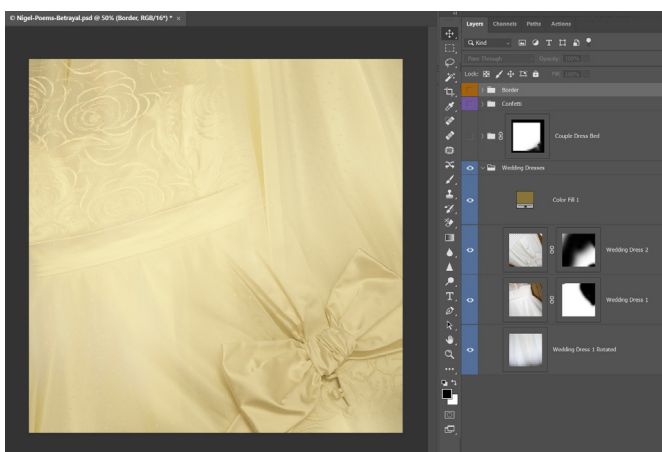 © Nigel-Poems-Betrayal.psd @ 50% (Border, RGB/16*) * ×
Layers Channels Paths Actions
Kind
Pass Through Opacity: 100%
Lock: Fill: 100%
Border
Confetti
Couple Dress Bed
Wedding Dresses
Color Fill 1
Wedding Dress 2
Wedding Dress 1
Wedding Dress 1 Rotated